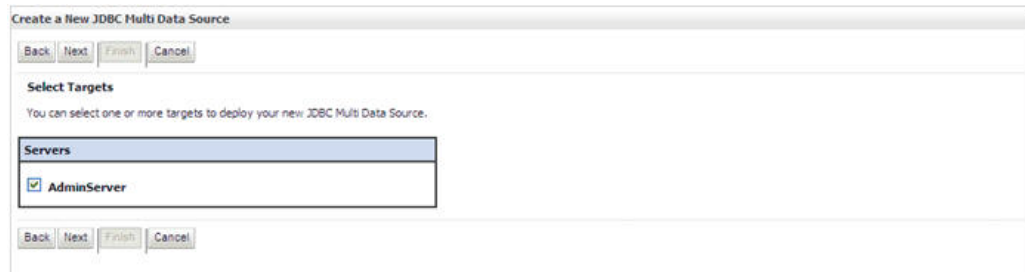 Create a New JDBC Multi Data Source
Back Next Finish Cancel
Select Targets
You can select one or more targets to deploy your new JDBC Multi Data Source.
Servers
AdminServer
Back Next Finish Cancel